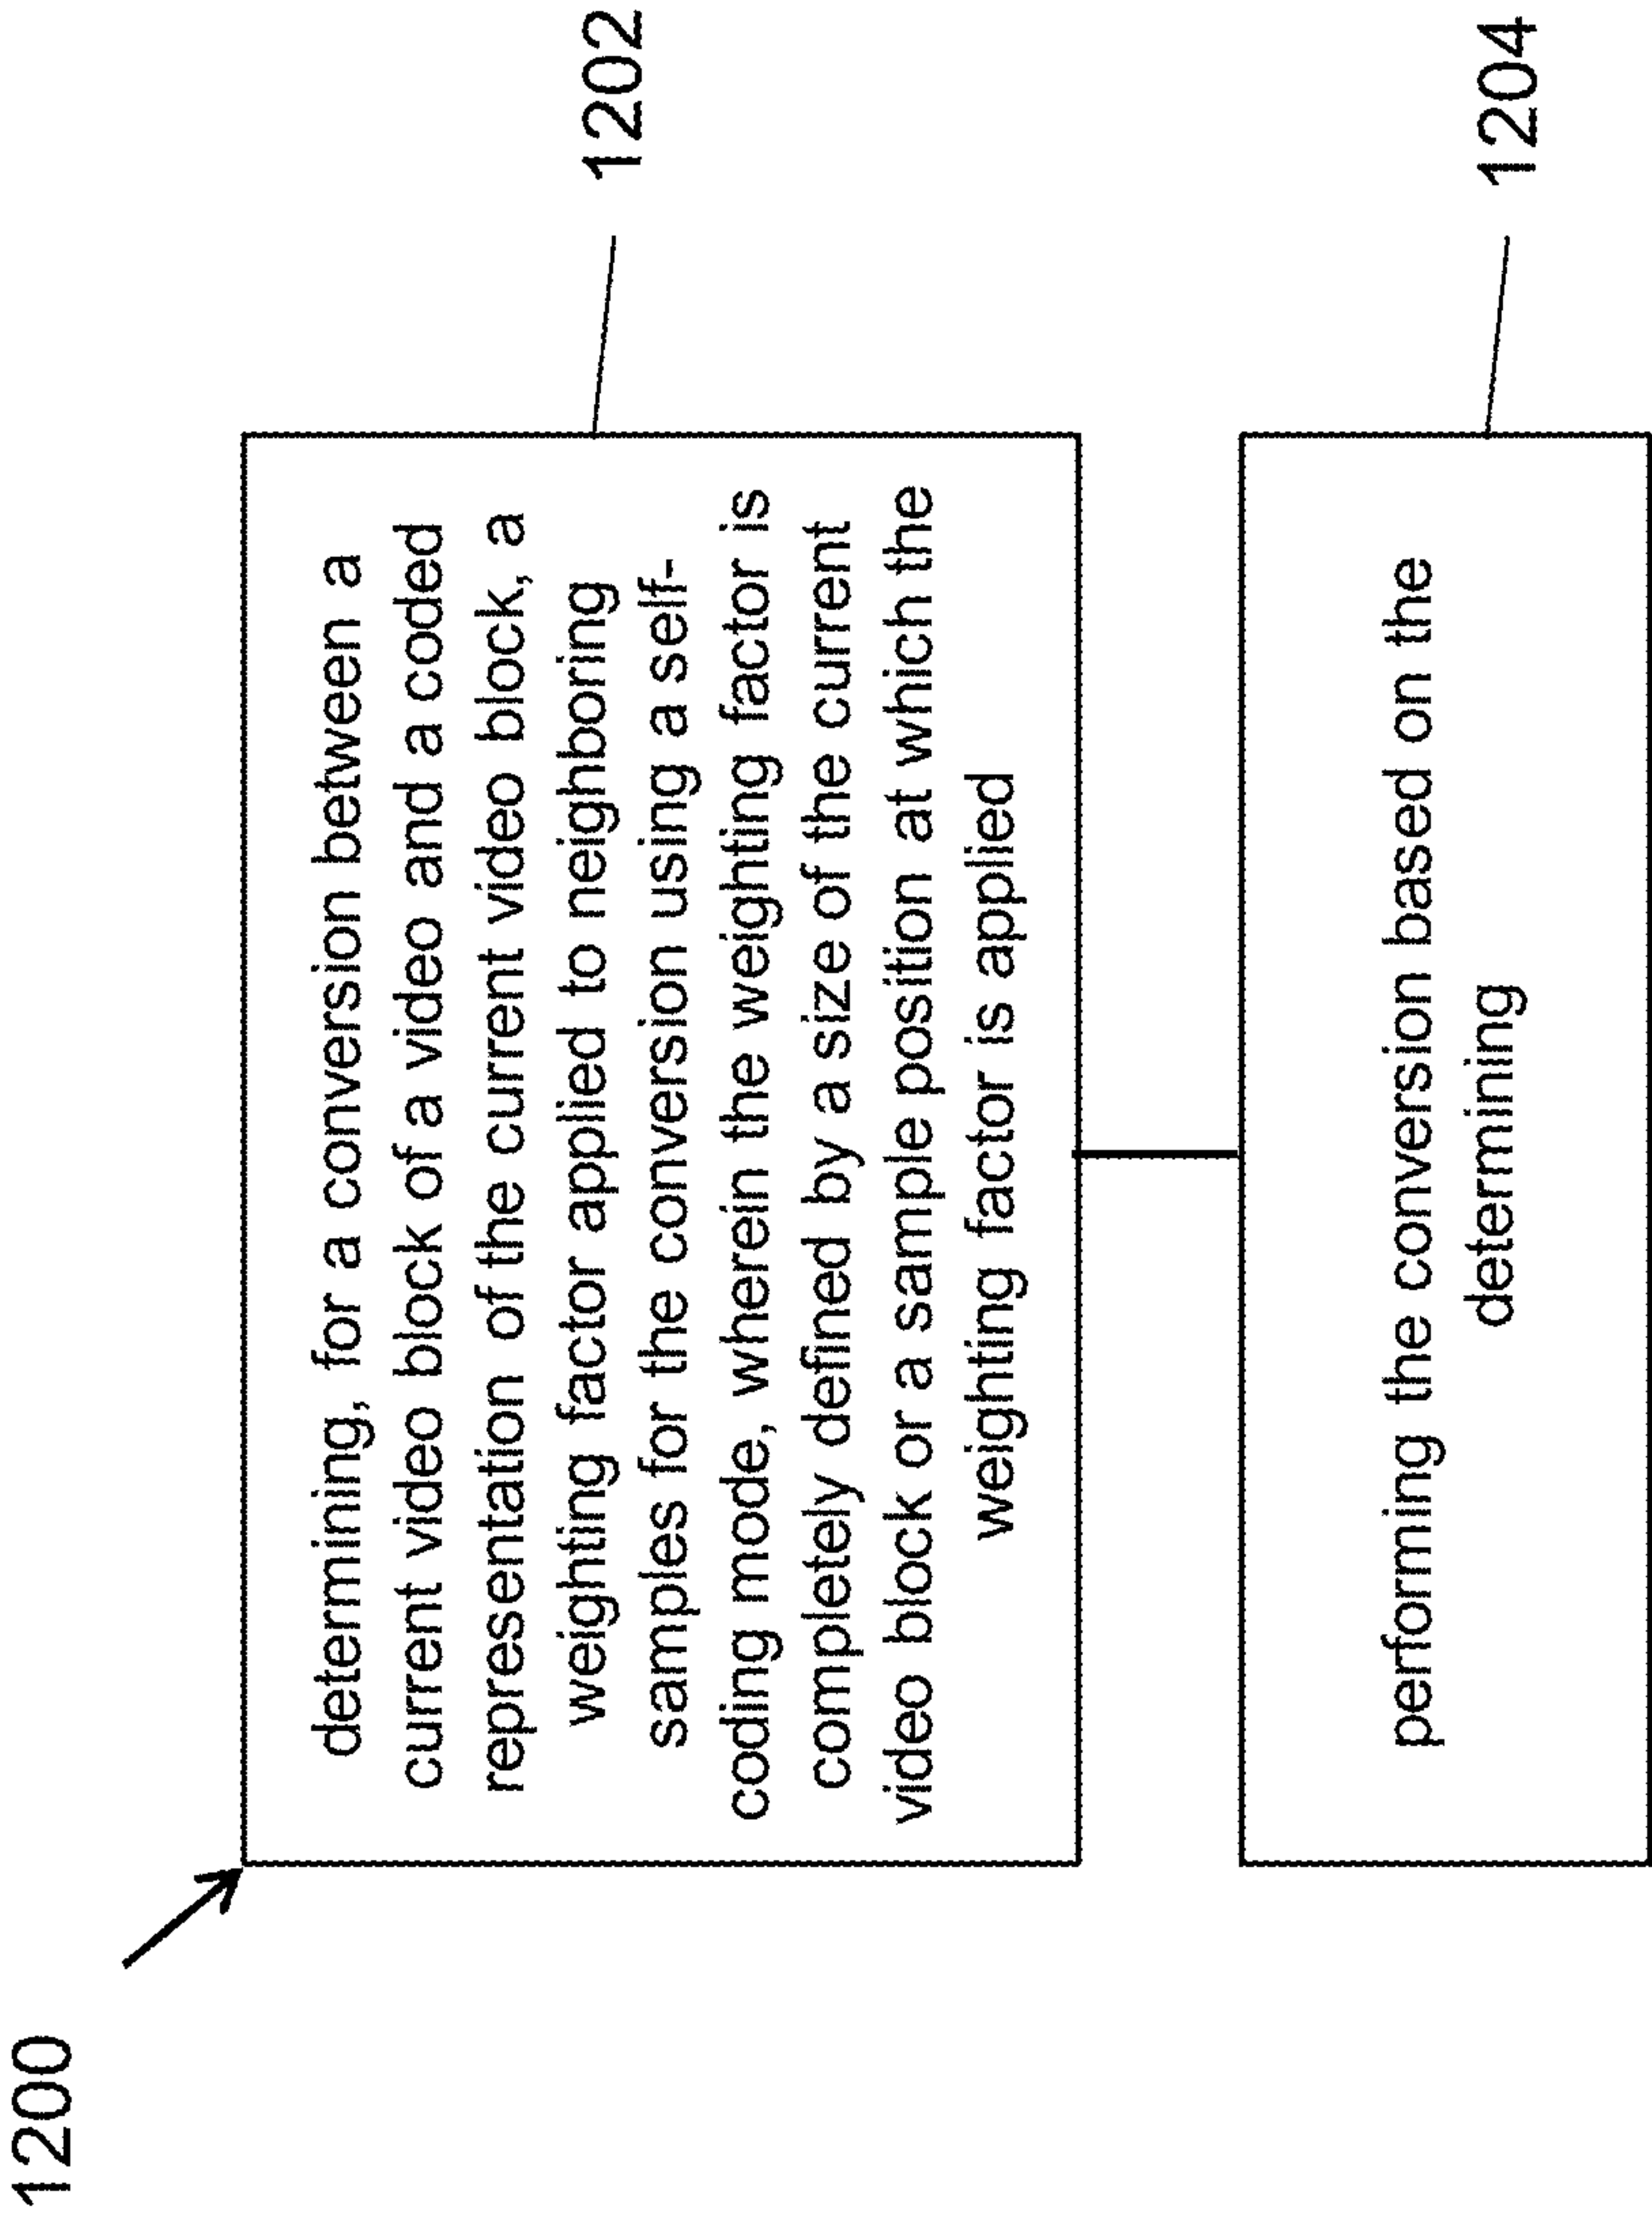 1200
determining, for a conversion between a
current video block of a video and a coded
representation of the current video block, a
weighting factor applied to neighboring
samples for the conversion using a self-
coding mode, wherein the weighting factor is
completely defined by a size of the current
video block or a sample position at which the
weighting factor is applied
1202
performing the conversion based on the
determining
1204